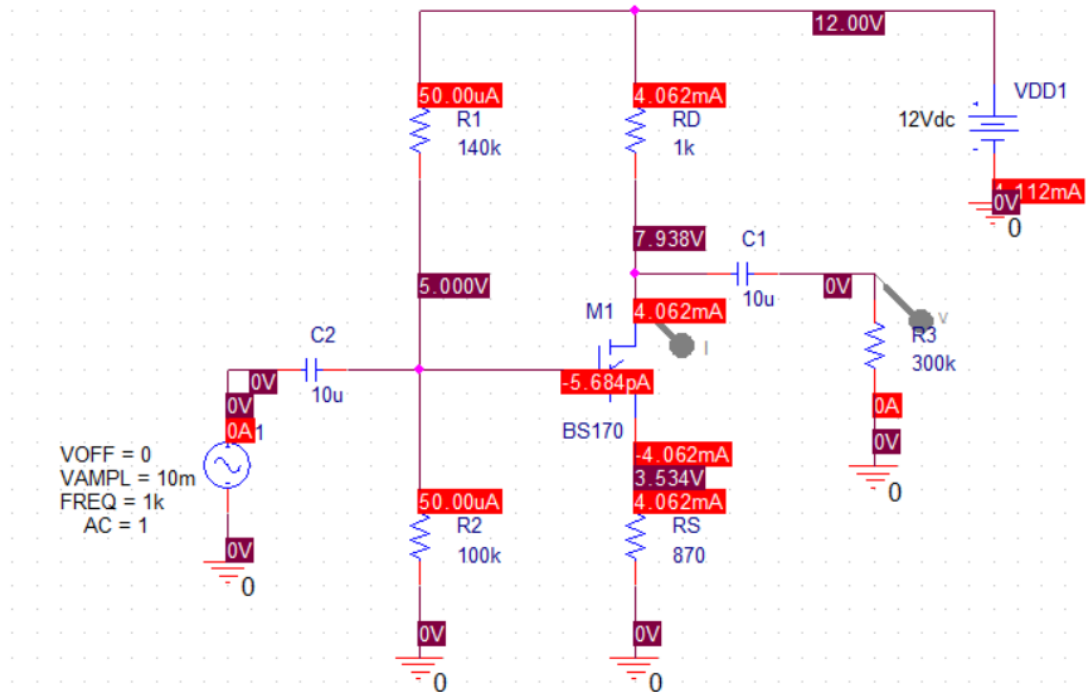 12.00V
50.00uA
R1
140k
4.062mA
RD
1k
VDD1
12Vdc
+
-
.112mA
0V
0
7.938V
C1
10u
0V
5.000V
M1
4.062mA
I
V
R3
300k
C2
10u
0V
0V
0A
1
-5.684pA
BS170
0A
0V
0
VOFF = 0
VAMPL = 10m
FREQ = 1k
AC = 1
-4.062mA
3.534V
4.062mA
50.00uA
R2
100k
RS
870
0V
0
0V
0
0V
0